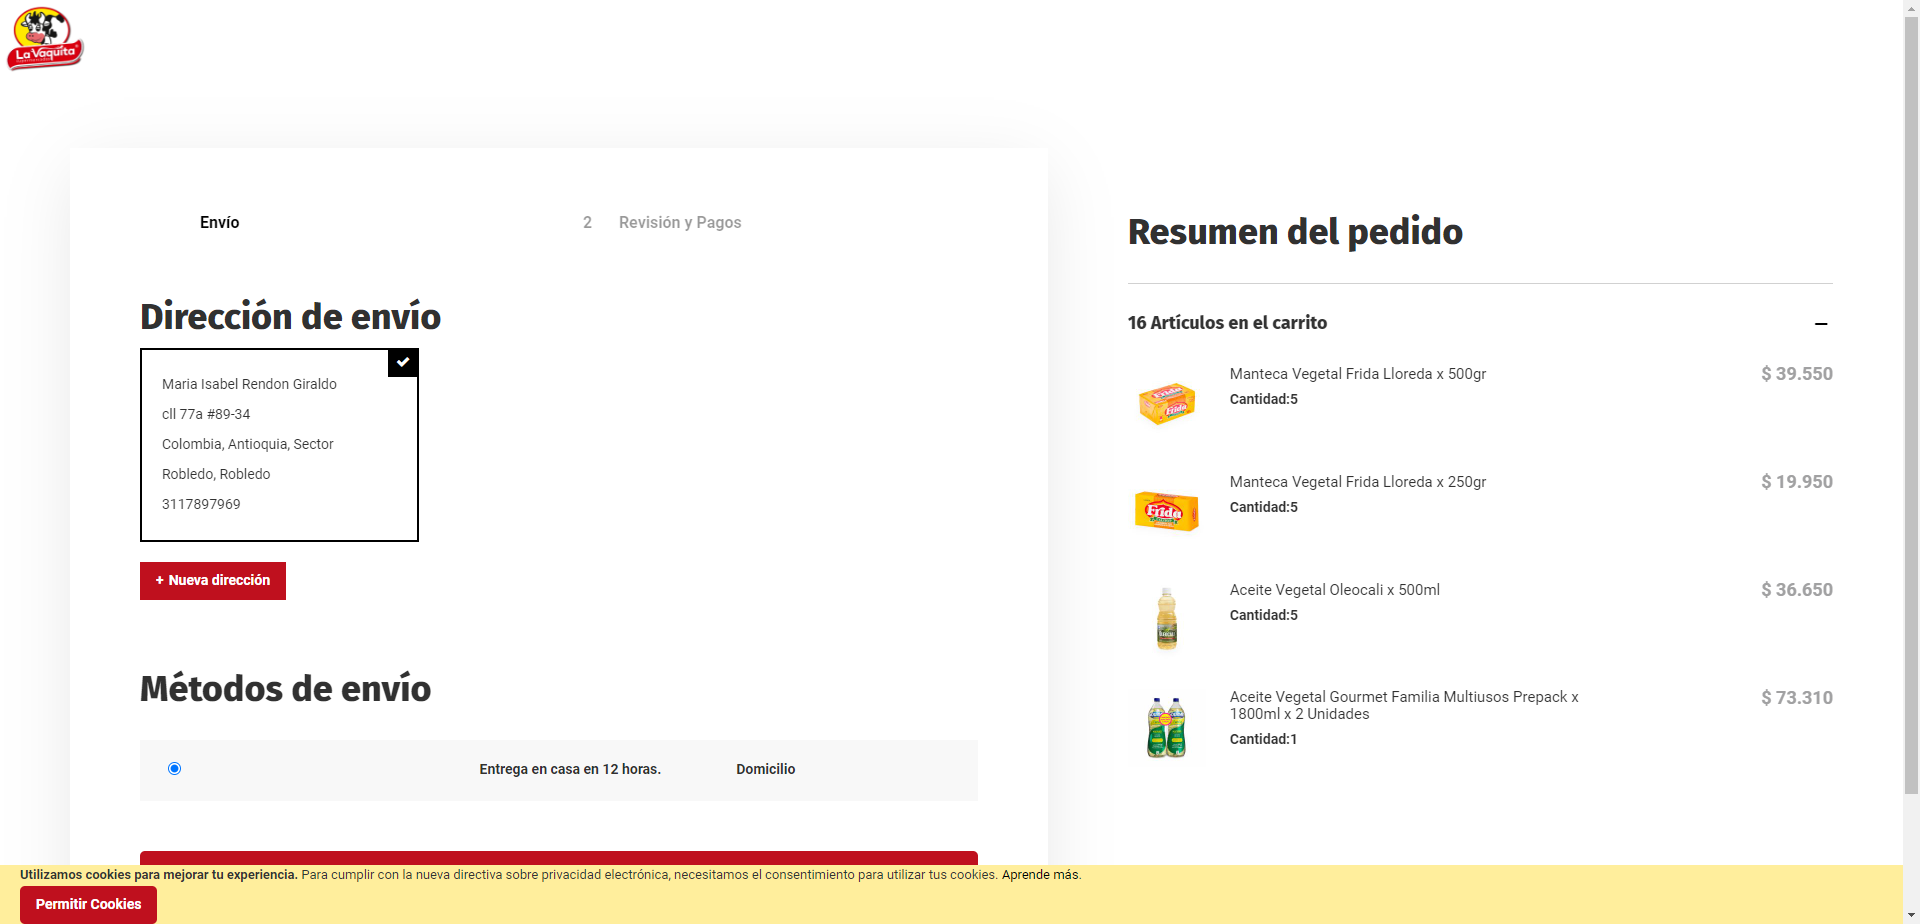 La Vaquita
Envío
2 Revisión y Pagos
Dirección de envío
Maria Isabel Rendon Giraldo
cll 77a #89-34
Colombia, Antioquia, Sector
Robledo, Robledo
3117897969
+ Nueva dirección
Métodos de envío
Entrega en casa en 12 horas. Domicilio
Resumen del pedido
16 Artículos en el carrito
Manteca Vegetal Frida Lloreda x 500gr $ 39.550
Cantidad:5
Frida
Manteca Vegetal Frida Lloreda x 250gr $ 19.950
Cantidad:5
Frida
Aceite Vegetal Oleocali x 500ml $ 36.650
Cantidad:5
Aceite Vegetal Gourmet Familia Multiusos Prepack x $ 73.310
1800ml x 2 Unidades
Cantidad:1
Utilizamos cookies para mejorar tu experiencia. Para cumplir con la nueva directiva sobre privacidad electrónica, necesitamos el consentimiento para utilizar tus cookies. Aprende más.
Permitir Cookies